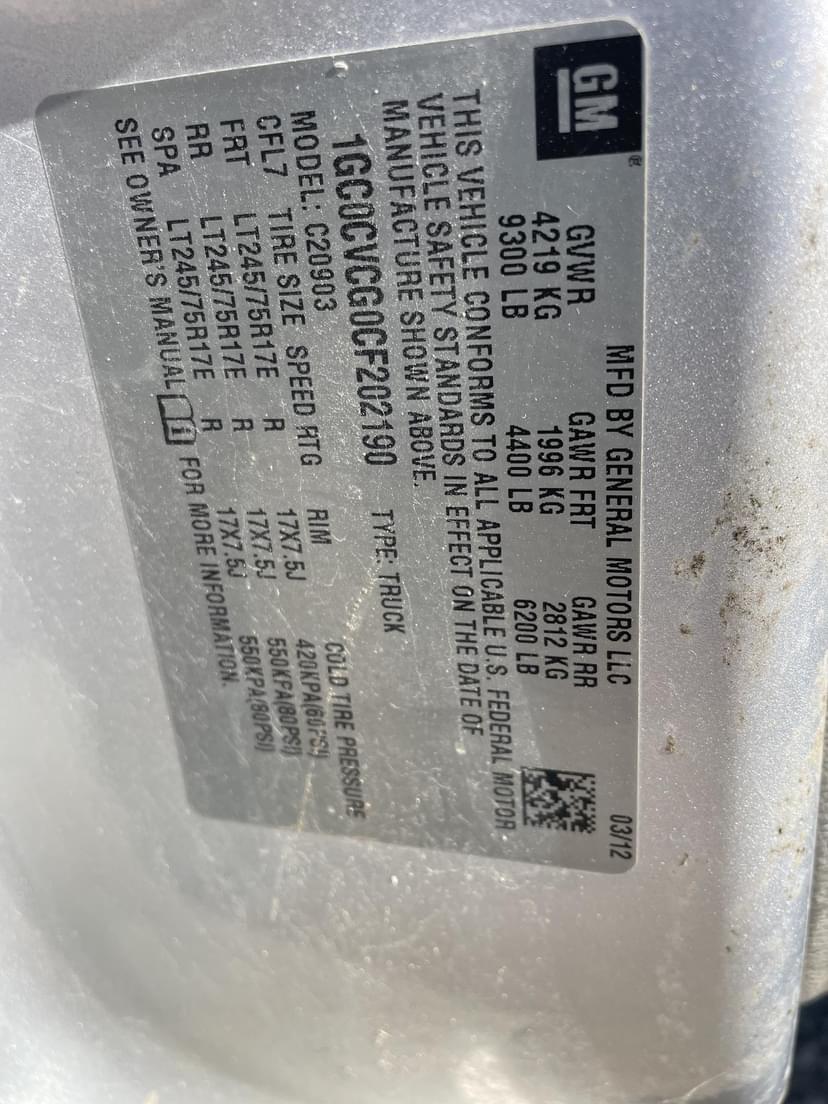 GM®
MFD BY GENERAL MOTORS LLC 03/12
GVWR GAWR FRT GAWR RR
4219 KG 1996 KG 2812 KG
9300 LB 4400 LB 6200 LB
THIS VEHICLE CONFORMS TO ALL APPLICABLE U.S. FEDERAL MOTOR
VEHICLE SAFETY STANDARDS IN EFFECT ON THE DATE OF
MANUFACTURE SHOWN ABOVE.
1GC0CVCG0CF202190 TYPE: TRUCK
MODEL: C20903
CFL7 TIRE SIZE SPEED RTG RIM COLD TIRE PRESSURE
FRT LT245/75R17E R 17X7.5J 420KPA(60PSI)
RR LT245/75R17E R 17X7.5J 550KPA(80PSI)
SPA LT245/75R17E R 17X7.5J 550KPA(80PSI)
SEE OWNER'S MANUAL FOR MORE INFORMATION.